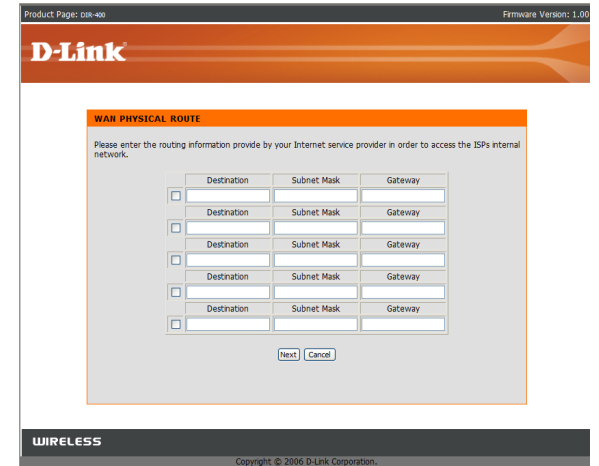 Product Page: DIR-400 Firmware Version: 1.00
D-Link
WAN PHYSICAL ROUTE
Please enter the routing information provide by your Internet service provider in order to access the ISPs internal
network.
Destination Subnet Mask Gateway
Destination Subnet Mask Gateway
Destination Subnet Mask Gateway
Destination Subnet Mask Gateway
Destination Subnet Mask Gateway
Next Cancel
WIRELESS
Copyright © 2006 D-Link Corporation.